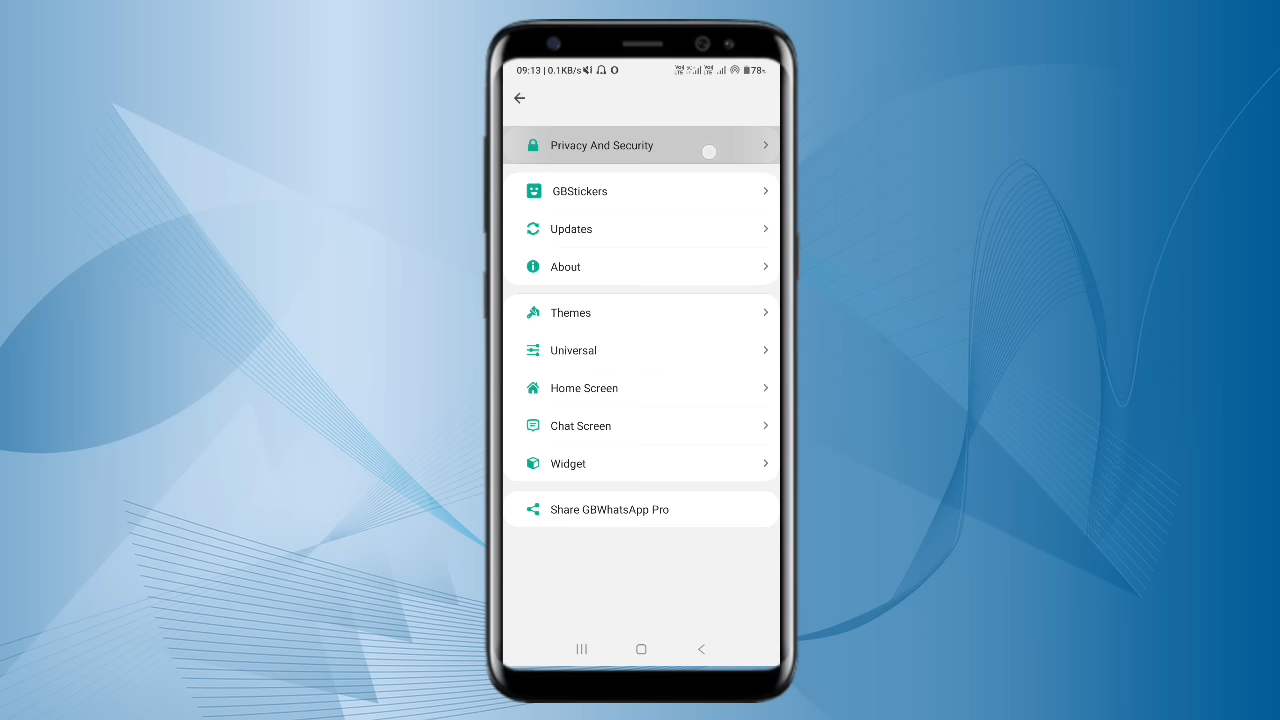 09:13 | 0.1KB/s
78%
Privacy And Security
GBStickers
Updates
About
Themes
Universal
Home Screen
Chat Screen
Widget
Share GBWhatsApp Pro